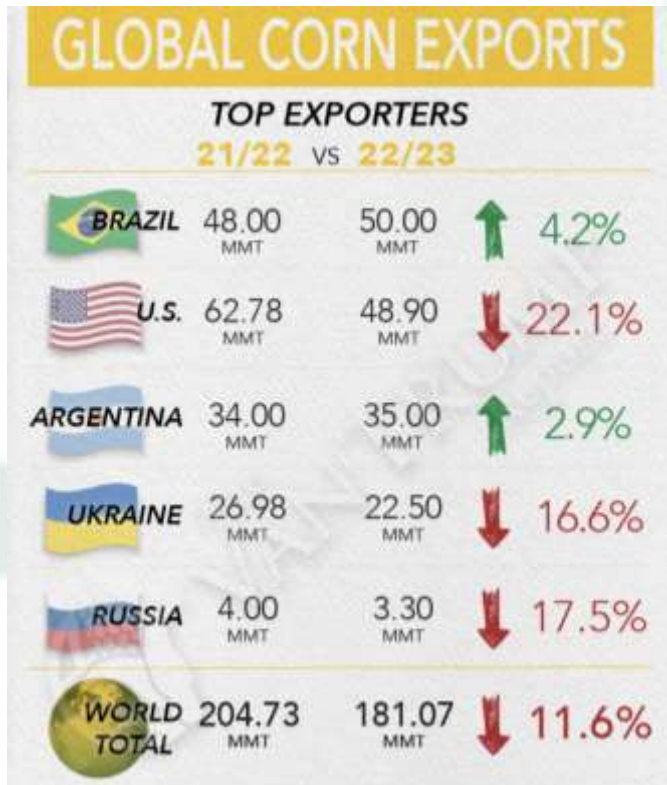 GLOBAL CORN EXPORTS
TOP EXPORTERS
21/22 VS 22/23
BRAZIL 48.00 MMT 50.00 MMT 4.2%
U.S. 62.78 MMT 48.90 MMT 22.1%
ARGENTINA 34.00 MMT 35.00 MMT 2.9%
UKRAINE 26.98 MMT 22.50 MMT 16.6%
RUSSIA 4.00 MMT 3.30 MMT 17.5%
WORLD TOTAL 204.73 MMT 181.07 MMT 11.6%